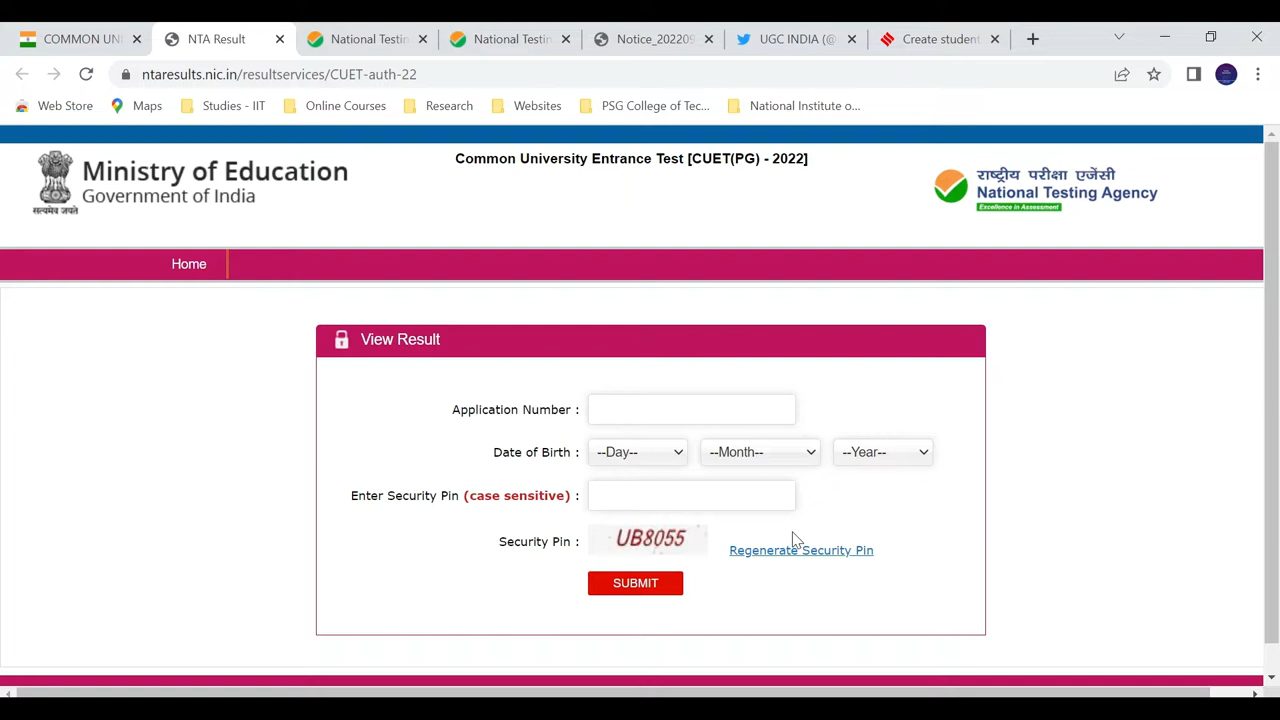 COMMON UNI
NTA Result
National Testin
National Testin
Notice_202209
UGC INDIA (@
Create student
ntaresults.nic.in/resultservices/CUET-auth-22
Web Store
Maps
Studies - IIT
Online Courses
Research
Websites
PSG College of Tec...
National Institute o...
Common University Entrance Test [CUET(PG) - 2022]
Ministry of Education
Government of India
सत्यमेव जयते
राष्ट्रीय परीक्षा एजेंसी
National Testing Agency
Excellence in Assessment
Home
View Result
Application Number :
Date of Birth : --Day-- --Month-- --Year--
Enter Security Pin (case sensitive) :
Security Pin : UB8055 Regenerate Security Pin
SUBMIT